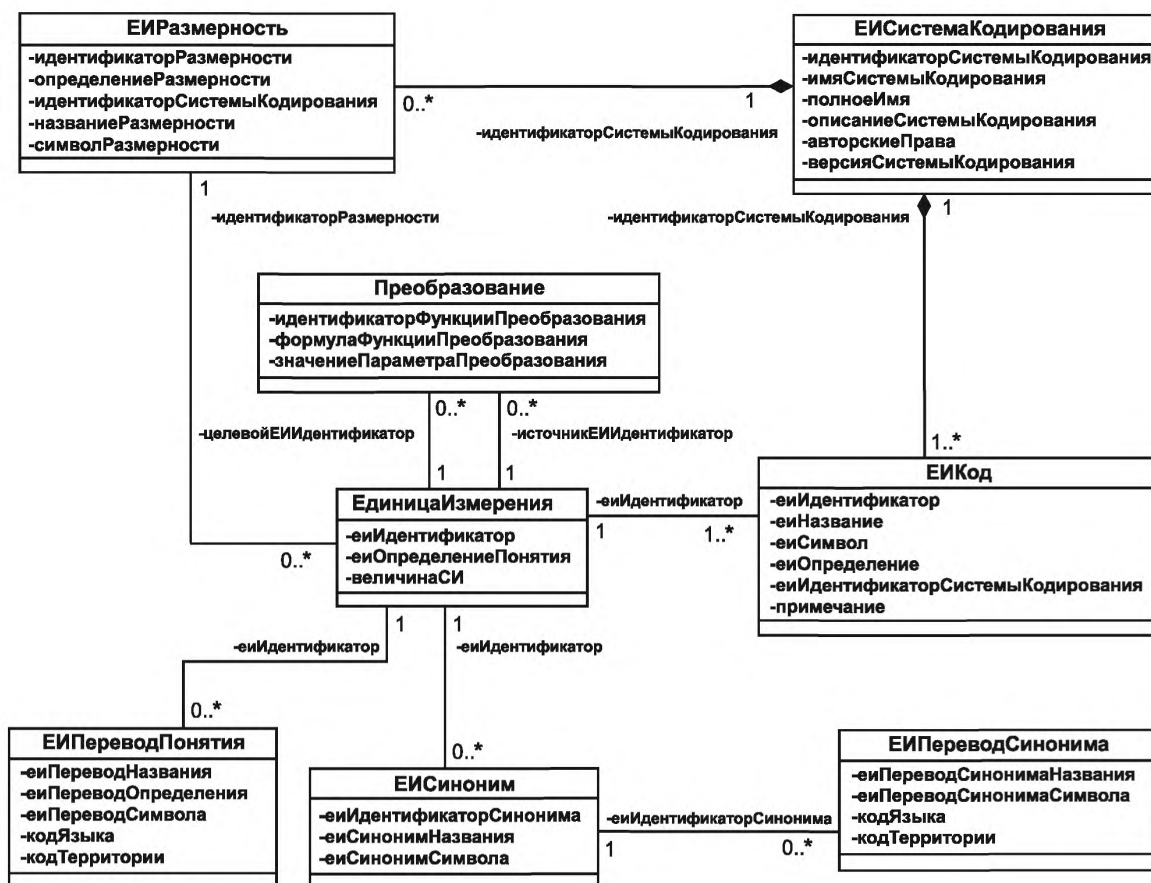 ЕИРазмерность
-идентификаторРазмерности
-определениеРазмерности
-идентификаторСистемыКодирования
-названиеРазмерности
-символРазмерности
ЕИСистемаКодирования
-идентификаторСистемыКодирования
-имяСистемыКодирования
-полноеИмя
-описаниеСистемыКодирования
-авторскиеПрава
-версияСистемыКодирования
0..*
1
-идентификаторСистемыКодирования
1
-идентификаторРазмерности
-идентификаторСистемыКодирования
1
Преобразование
-идентификаторФункцииПреобразования
-формулаФункцииПреобразования
-значениеПараметраПреобразования
0..*
0..*
-целевойЕИИдентификатор
-источникЕИИдентификатор
1
1
1..*
ЕдиницаИзмерения
-еиИдентификатор
-еиОпределениеПонятия
-величинаСИ
0..*
-еиИдентификатор
1
1..*
ЕИКод
-еиИдентификатор
-еиНазвание
-еиСимвол
-еиОпределение
-еиИдентификаторСистемыКодирования
-примечание
1
1
-еиИдентификатор
-еиИдентификатор
0..*
0..*
ЕИПереводПонятия
-еиПереводНазвания
-еиПереводОпределения
-еиПереводСимвола
-кодЯзыка
-кодТерритории
ЕИСиноним
-еиИдентификаторСинонима
-еиСинонимНазвания
-еиСинонимСимвола
-еиИдентификаторСинонима
1
0..*
ЕИПереводСинонима
-еиПереводСинонимаНазвания
-еиПереводСинонимаСимвола
-кодЯзыка
-кодТерритории